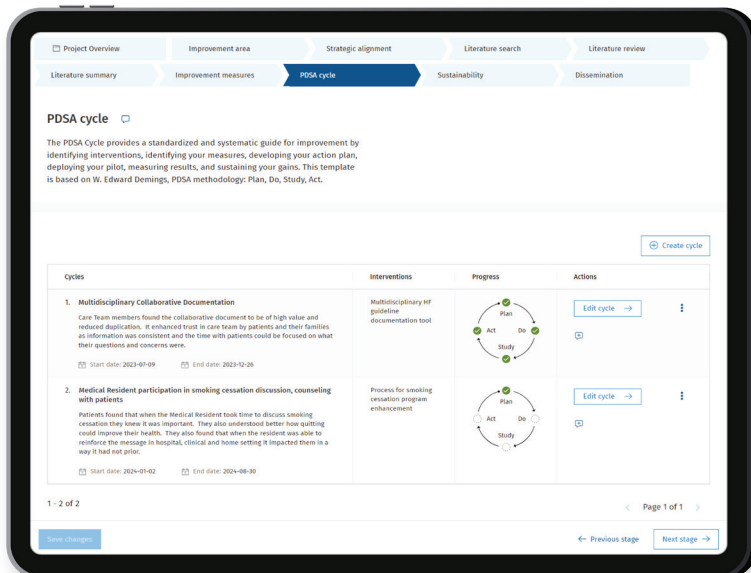 Project Overview
Improvement area
Strategic alignment
Literature search
Literature review
Literature summary
Improvement measures
PDSA cycle
Sustainability
Dissemination
PDSA cycle
The PDSA Cycle provides a standardized and systematic guide for improvement by
identifying interventions, identifying your measures, developing your action plan,
deploying your pilot, measuring results, and sustaining your gains. This template
is based on W. Edward Demings, PDSA methodology: Plan, Do, Study, Act.
Create cycle
Cycles
Interventions
Progress
Actions
1. Multidisciplinary Collaborative Documentation
Care Team members found the collaborative document to be of high value and
reduced duplication. It enhanced trust in care team by patients and their families
as information was consistent and the time with patients could be focused on what
their questions and concerns were.
Start date: 2023-07-09
End date: 2023-12-26
Multidisciplinary HF
guideline
documentation tool
Plan
Act
Do
Study
Edit cycle →
2. Medical Resident participation in smoking cessation discussion, counseling
with patients
Patients found that when the Medical Resident took time to discuss smoking
cessation they knew it was important. They also understood better how quitting
could improve their health. They also found that when the resident was able to
reinforce the message in hospital, clinical and home setting it impacted them in a
way it had not prior.
Start date: 2024-01-02
End date: 2024-08-30
Process for smoking
cessation program
enhancement
Plan
Act
Do
Study
Edit cycle →
1 - 2 of 2
< Page 1 of 1 >
Save changes
← Previous stage
Next stage →